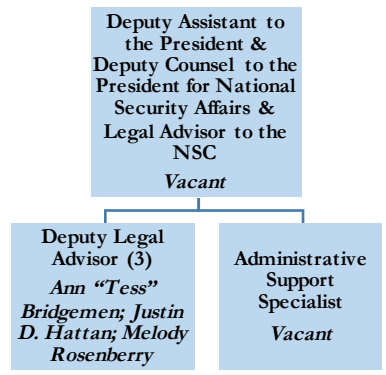 Deputy Assistant to
the President &
Deputy Counsel to the
President for National
Security Affairs &
Legal Advisor to the
NSC
Vacant
Deputy Legal
Advisor (3)
Ann “Tess”
Bridgemen; Justin
D. Hattan; Melody
Rosenberry
Administrative
Support
Specialist
Vacant